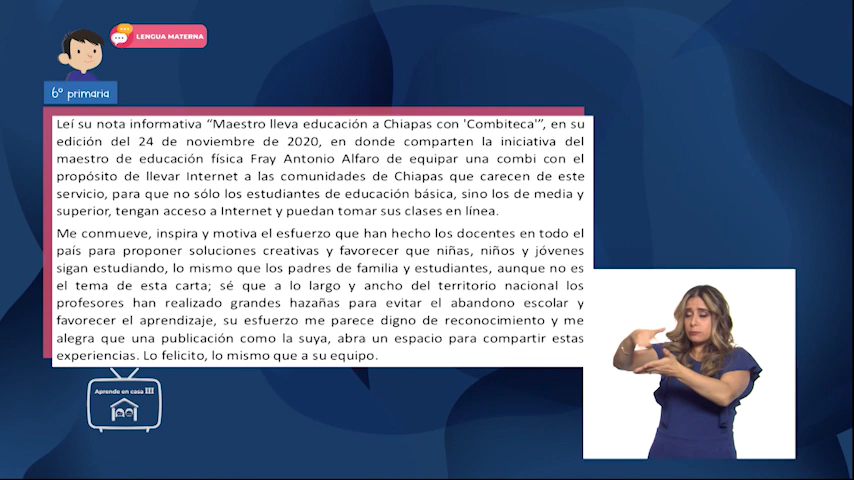 LENGUA MATERNA
6º primaria
Leí su nota informativa “Maestro lleva educación a Chiapas con 'Combiteca'”, en su
edición del 24 de noviembre de 2020, en donde comparten la iniciativa del
maestro de educación física Fray Antonio Alfaro de equipar una combi con el
propósito de llevar Internet a las comunidades de Chiapas que carecen de este
servicio, para que no sólo los estudiantes de educación básica, sino los de media y
superior, tengan acceso a Internet y puedan tomar sus clases en línea.
Me conmueve, inspira y motiva el esfuerzo que han hecho los docentes en todo el
país para proponer soluciones creativas y favorecer que niñas, niños y jóvenes
sigan estudiando, lo mismo que los padres de familia y estudiantes, aunque no es
el tema de esta carta; sé que a lo largo y ancho del territorio nacional los
profesores han realizado grandes hazañas para evitar el abandono escolar y
favorecer el aprendizaje, su esfuerzo me parece digno de reconocimiento y me
alegra que una publicación como la suya, abra un espacio para compartir estas
experiencias. Lo felicito, lo mismo que a su equipo.
Aprende en casa III